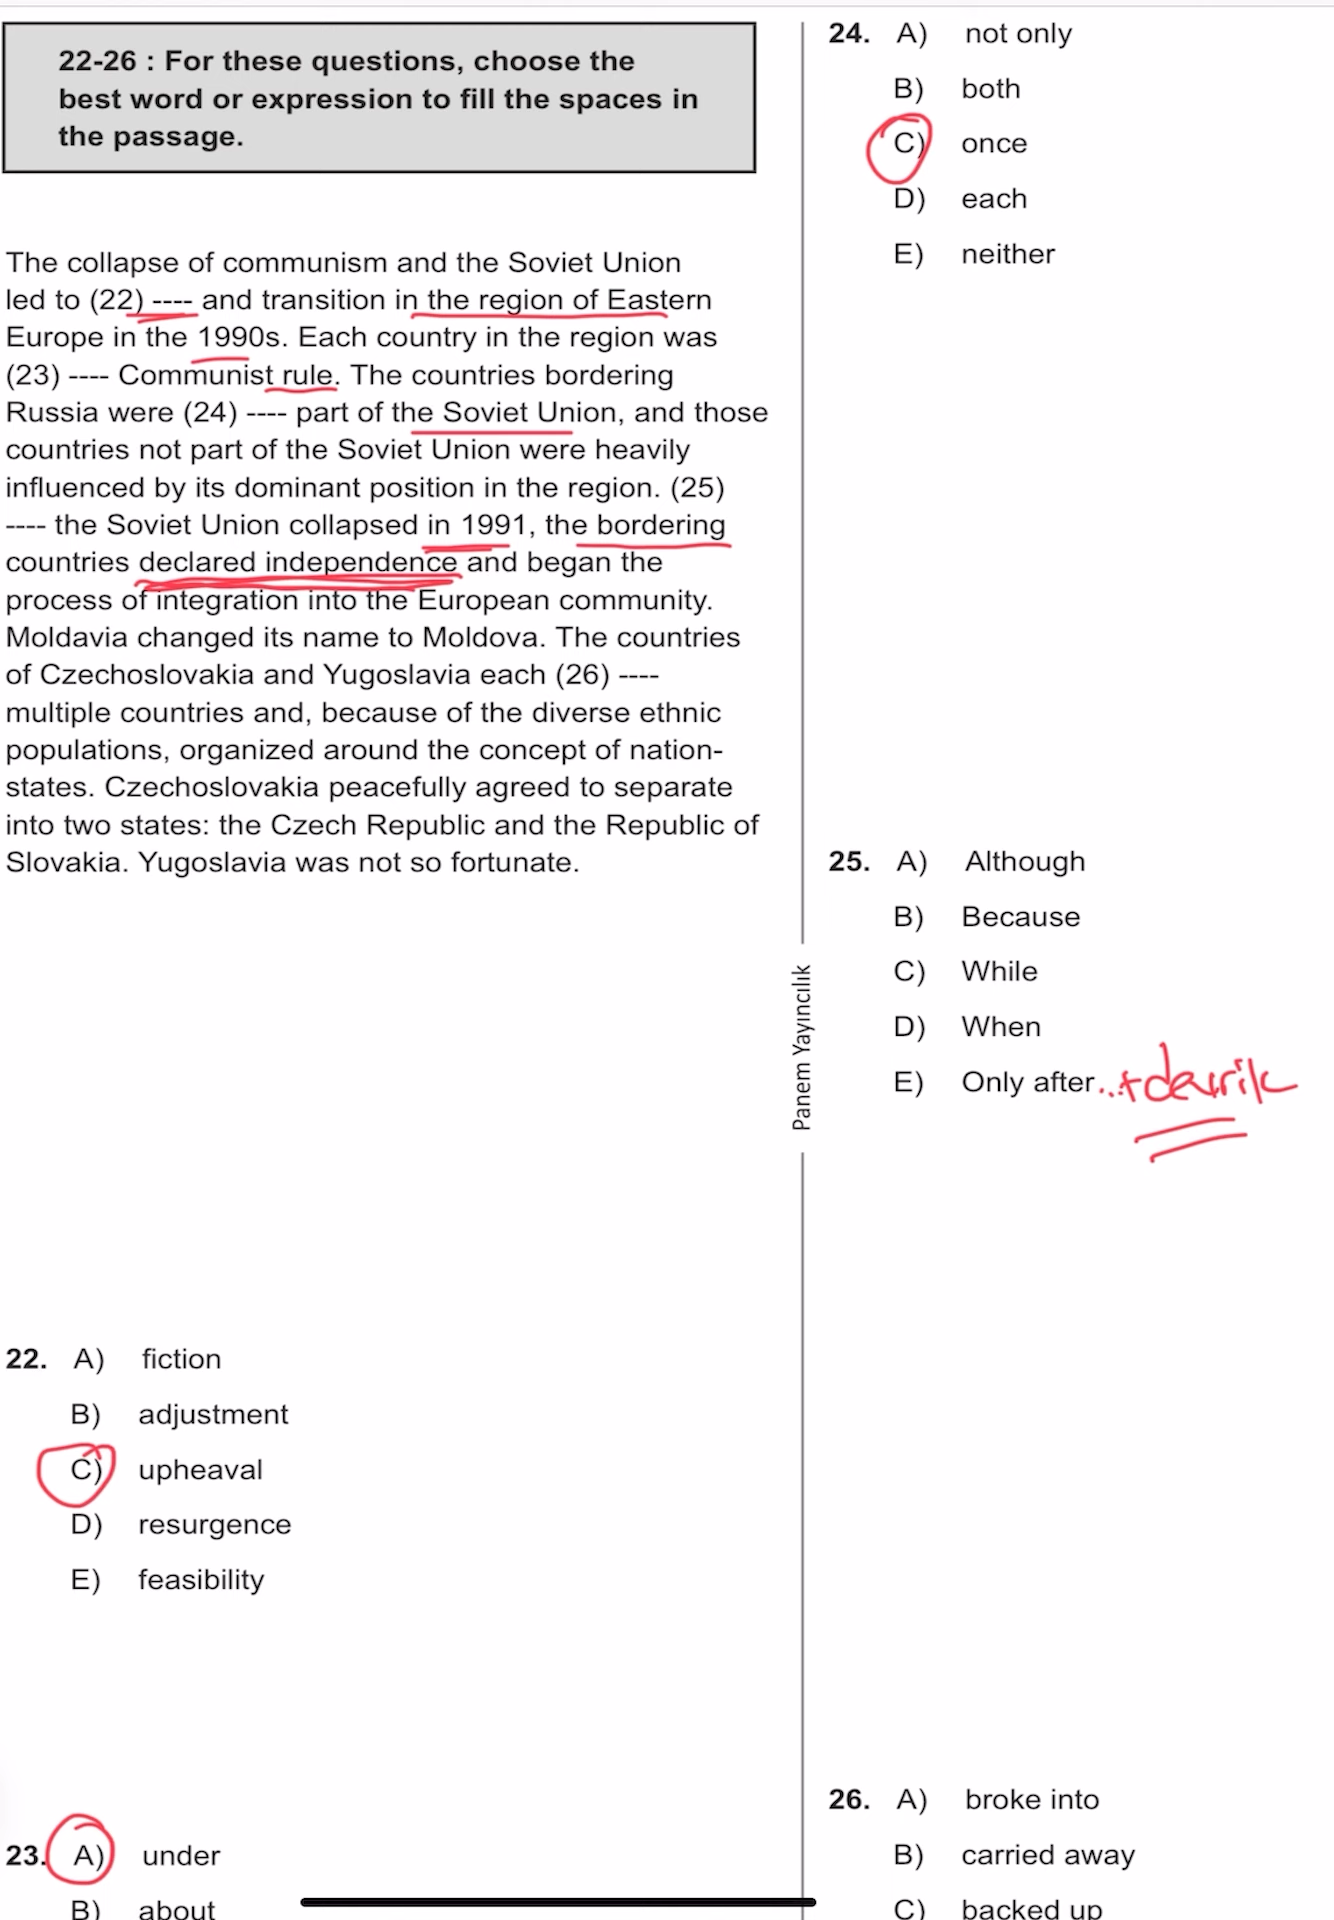 22-26 : For these questions, choose the
best word or expression to fill the spaces in
the passage.
The collapse of communism and the Soviet Union
led to (22) ---- and transition in the region of Eastern
Europe in the 1990s. Each country in the region was
(23) ---- Communist rule. The countries bordering
Russia were (24) ---- part of the Soviet Union, and those
countries not part of the Soviet Union were heavily
influenced by its dominant position in the region. (25)
---- the Soviet Union collapsed in 1991, the bordering
countries declared independence and began the
process of integration into the European community.
Moldavia changed its name to Moldova. The countries
of Czechoslovakia and Yugoslavia each (26) ----
multiple countries and, because of the diverse ethnic
populations, organized around the concept of nation-
states. Czechoslovakia peacefully agreed to separate
into two states: the Czech Republic and the Republic of
Slovakia. Yugoslavia was not so fortunate.
22. A) fiction
B) adjustment
C) upheaval
D) resurgence
E) feasibility
23. A) under
B) about
Panem Yayıncılık
24. A) not only
B) both
C) once
D) each
E) neither
25. A) Although
B) Because
C) While
D) When
E) Only after ...+devrik
26. A) broke into
B) carried away
C) backed up